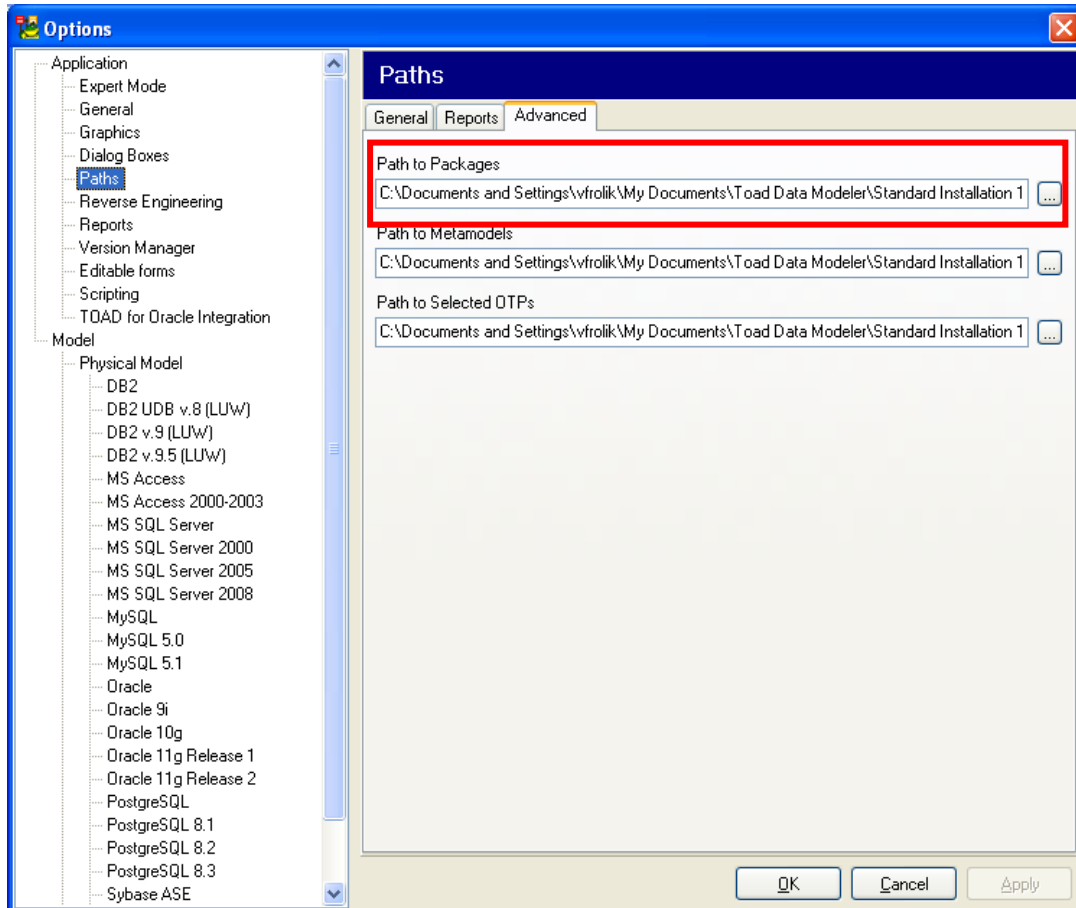 Options
Application
Expert Mode
General
Graphics
Dialog Boxes
Paths
Reverse Engineering
Reports
Version Manager
Editable forms
Scripting
TOAD for Oracle Integration
Model
Physical Model
DB2
DB2 UDB v.8 (LUW)
DB2 v.9 (LUW)
DB2 v.9.5 (LUW)
MS Access
MS Access 2000-2003
MS SQL Server
MS SQL Server 2000
MS SQL Server 2005
MS SQL Server 2008
MySQL
MySQL 5.0
MySQL 5.1
Oracle
Oracle 9i
Oracle 10g
Oracle 11g Release 1
Oracle 11g Release 2
PostgreSQL
PostgreSQL 8.1
PostgreSQL 8.2
PostgreSQL 8.3
Sybase ASE
Paths
General Reports Advanced
Path to Packages
C:\Documents and Settings\vfrolik\My Documents\Toad Data Modeler\Standard Installation 1 ...
Path to Metamodels
C:\Documents and Settings\vfrolik\My Documents\Toad Data Modeler\Standard Installation 1 ...
Path to Selected OTPs
C:\Documents and Settings\vfrolik\My Documents\Toad Data Modeler\Standard Installation 1 ...
OK Cancel Apply